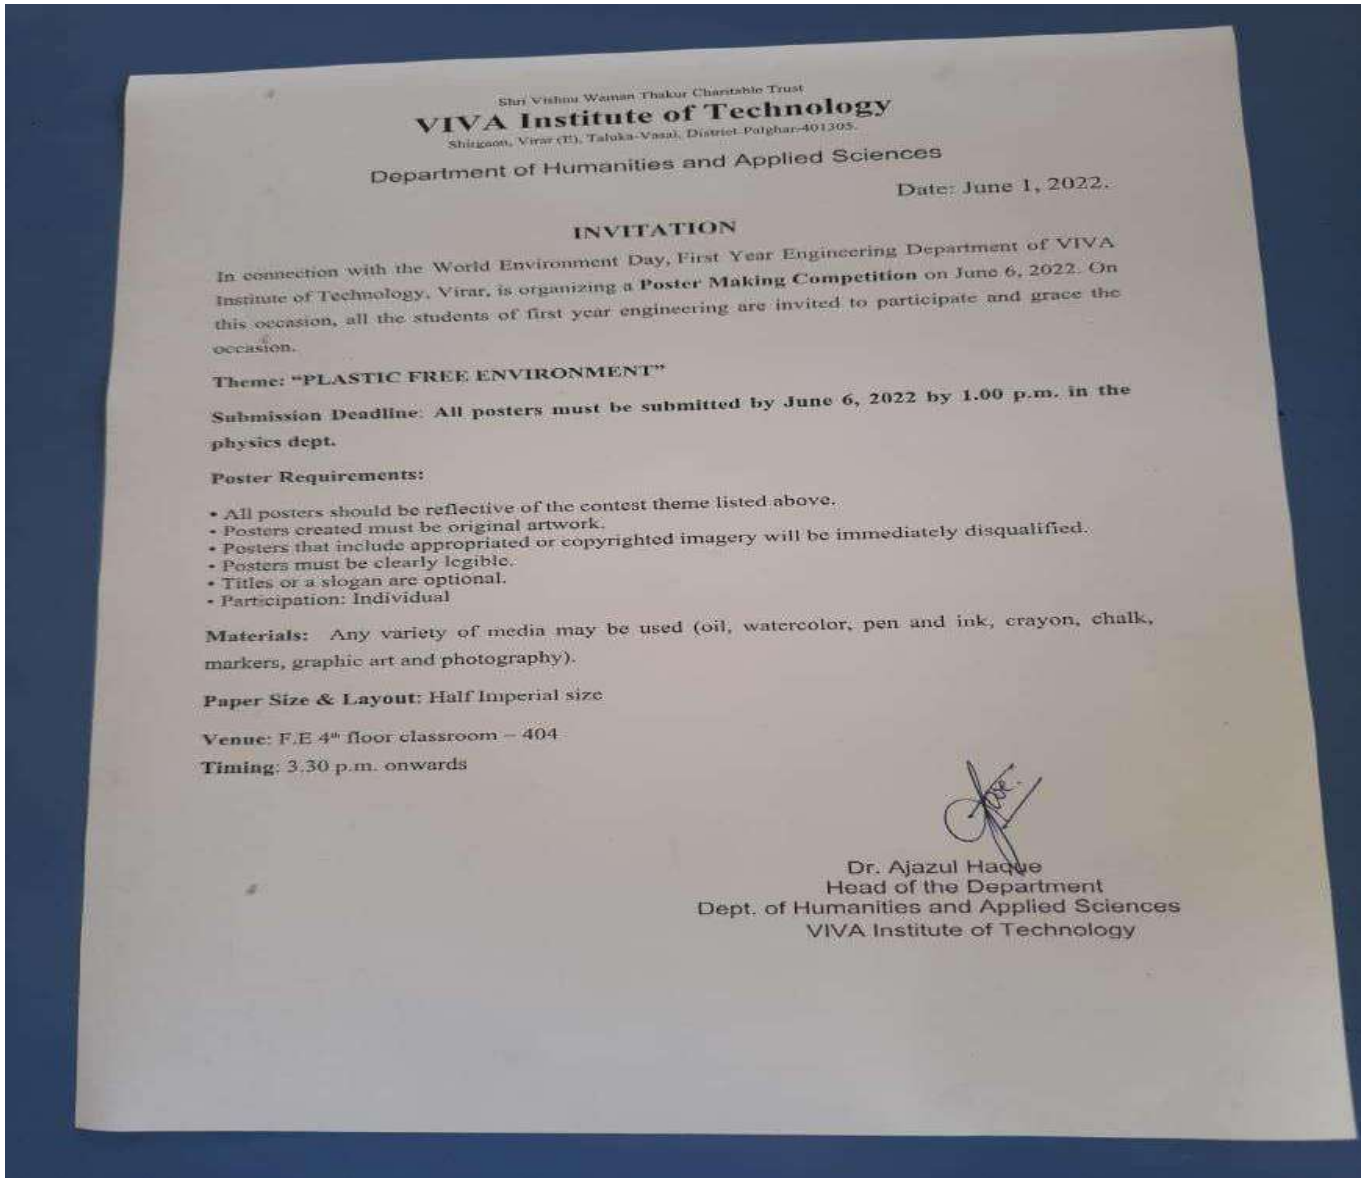 Shri Vishnu Waman Thakur Charitable Trust
VIVA Institute of Technology
Shirgaon, Virar (E), Taluka-Vasai, District-Palghar-401305.
Department of Humanities and Applied Sciences
Date: June 1, 2022.
INVITATION
In connection with the World Environment Day, First Year Engineering Department of VIVA
Institute of Technology, Virar, is organizing a Poster Making Competition on June 6, 2022. On
this occasion, all the students of first year engineering are invited to participate and grace the
occasion.
Theme: “PLASTIC FREE ENVIRONMENT”
Submission Deadline: All posters must be submitted by June 6, 2022 by 1.00 p.m. in the
physics dept.
Poster Requirements:
• All posters should be reflective of the contest theme listed above.
• Posters created must be original artwork.
• Posters that include appropriated or copyrighted imagery will be immediately disqualified.
• Posters must be clearly legible.
• Titles or a slogan are optional.
• Participation: Individual
Materials: Any variety of media may be used (oil, watercolor, pen and ink, crayon, chalk,
markers, graphic art and photography).
Paper Size & Layout: Half Imperial size
Venue: F.E 4th floor classroom – 404
Timing: 3.30 p.m. onwards
Dr. Ajazul Haque
Head of the Department
Dept. of Humanities and Applied Sciences
VIVA Institute of Technology